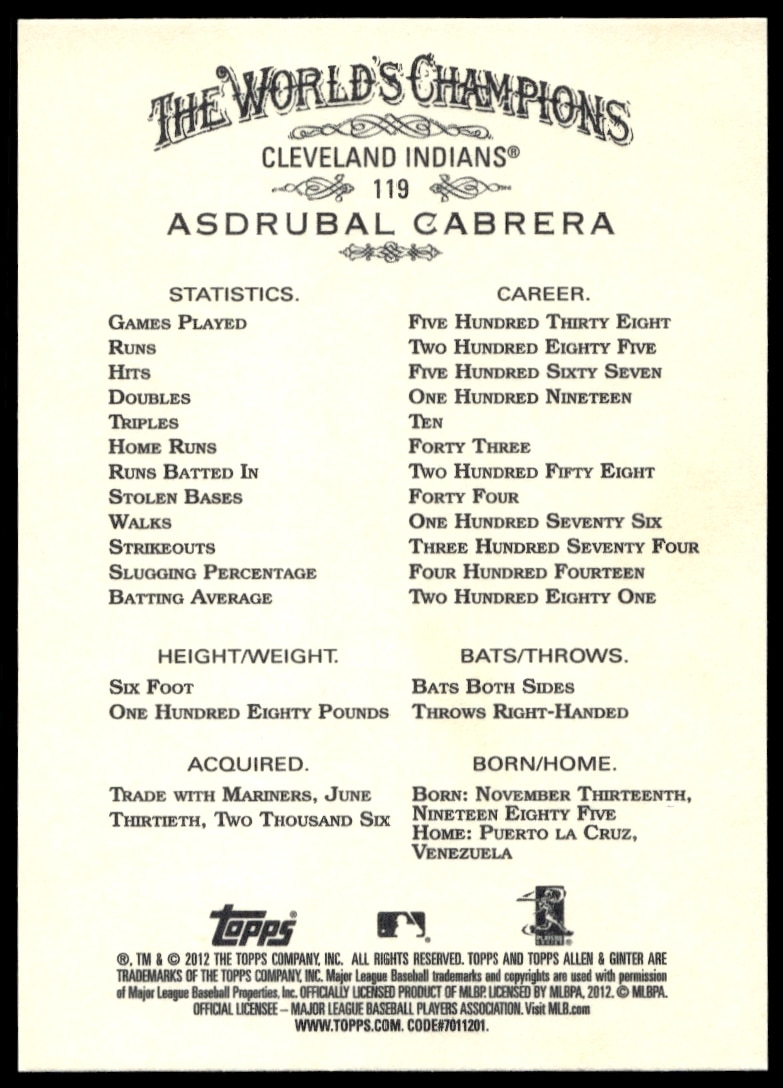 THE WORLD'S CHAMPIONS
CLEVELAND INDIANS®
119
ASDRUBAL CABRERA
STATISTICS. CAREER.
GAMES PLAYED FIVE HUNDRED THIRTY EIGHT
RUNS TWO HUNDRED EIGHTY FIVE
HITS FIVE HUNDRED SIXTY SEVEN
DOUBLES ONE HUNDRED NINETEEN
TRIPLES TEN
HOME RUNS FORTY THREE
RUNS BATTED IN TWO HUNDRED FIFTY EIGHT
STOLEN BASES FORTY FOUR
WALKS ONE HUNDRED SEVENTY SIX
STRIKEOUTS THREE HUNDRED SEVENTY FOUR
SLUGGING PERCENTAGE FOUR HUNDRED FOURTEEN
BATTING AVERAGE TWO HUNDRED EIGHTY ONE
HEIGHT/WEIGHT.
SIX FOOT
ONE HUNDRED EIGHTY POUNDS
BATS/THROWS.
BATS BOTH SIDES
THROWS RIGHT-HANDED
ACQUIRED.
TRADE WITH MARINERS, JUNE
THIRTIETH, TWO THOUSAND SIX
BORN/HOME.
BORN: NOVEMBER THIRTEENTH,
NINETEEN EIGHTY FIVE
HOME: PUERTO LA CRUZ,
VENEZUELA
Topps®
®, TM & © 2012 THE TOPPS COMPANY, INC. ALL RIGHTS RESERVED. TOPPS AND TOPPS ALLEN & GINTER ARE
TRADEMARKS OF THE TOPPS COMPANY, INC. Major League Baseball trademarks and copyrights are used with permission
of Major League Baseball Properties, Inc. OFFICIALLY LICENSED PRODUCT OF MLBP. LICENSED BY MLBPA, 2012. © MLBPA.
OFFICIAL LICENSEE – MAJOR LEAGUE BASEBALL PLAYERS ASSOCIATION. Visit MLB.com
WWW.TOPPS.COM. CODE#7011201.